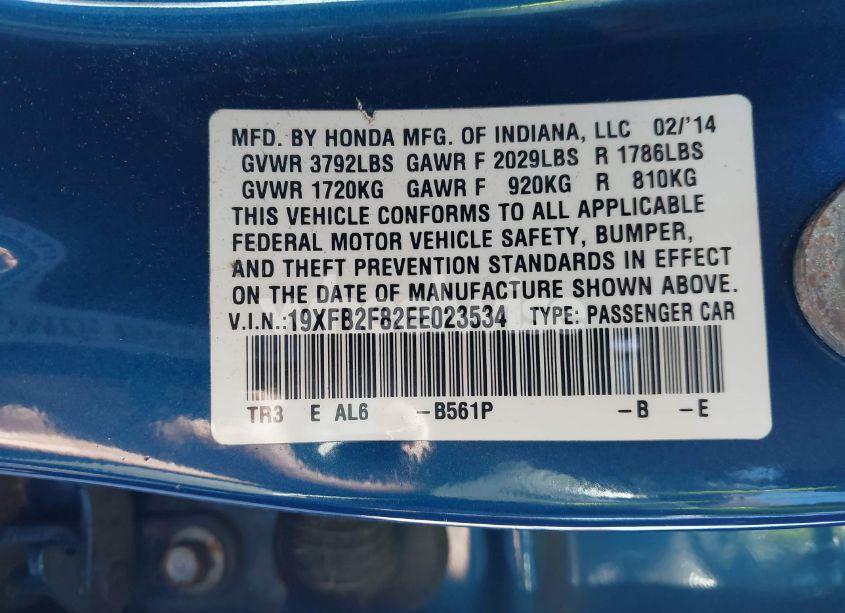 MFD. BY HONDA MFG. OF INDIANA, LLC 02/'14
GVWR 3792LBS GAWR F 2029LBS R 1786LBS
GVWR 1720KG GAWR F 920KG R 810KG
THIS VEHICLE CONFORMS TO ALL APPLICABLE
FEDERAL MOTOR VEHICLE SAFETY, BUMPER,
AND THEFT PREVENTION STANDARDS IN EFFECT
ON THE DATE OF MANUFACTURE SHOWN ABOVE.
V.I.N.:19XFB2F82EE023534 TYPE: PASSENGER CAR
TR3 E AL6 -B561P -B -E